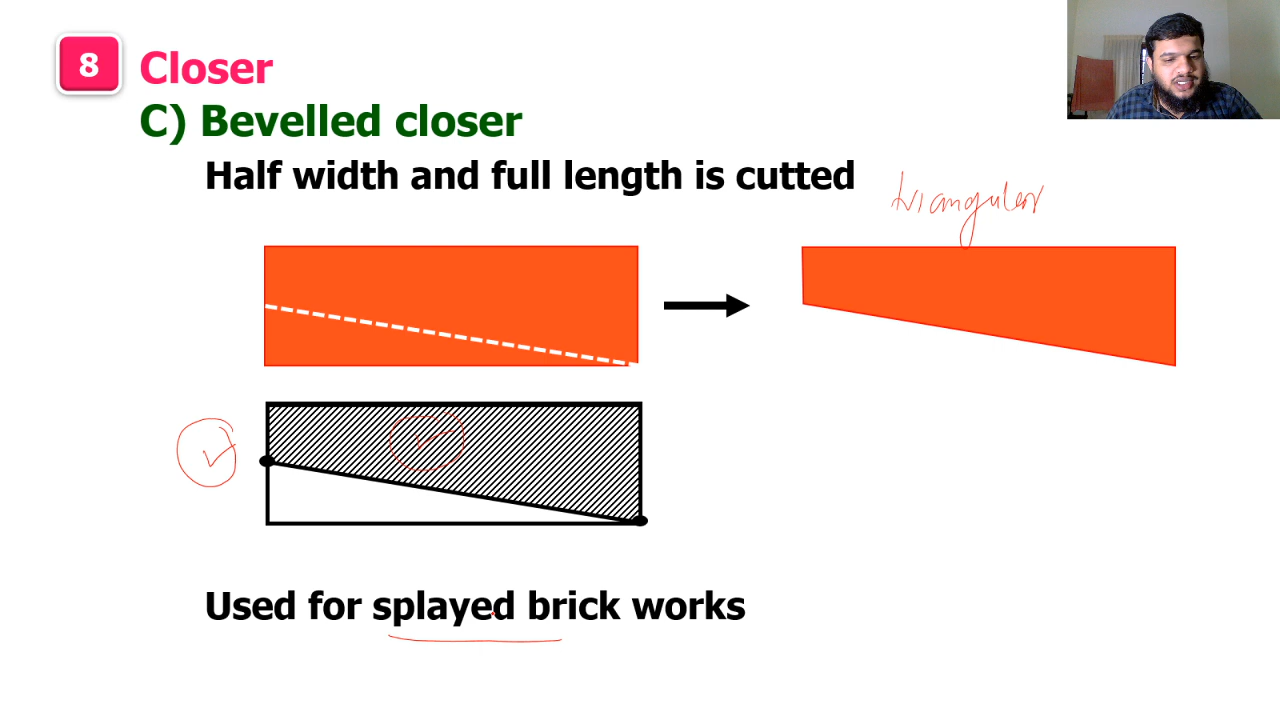 8 Closer
C) Bevelled closer
Half width and full length is cutted
triangular
Used for splayed brick works